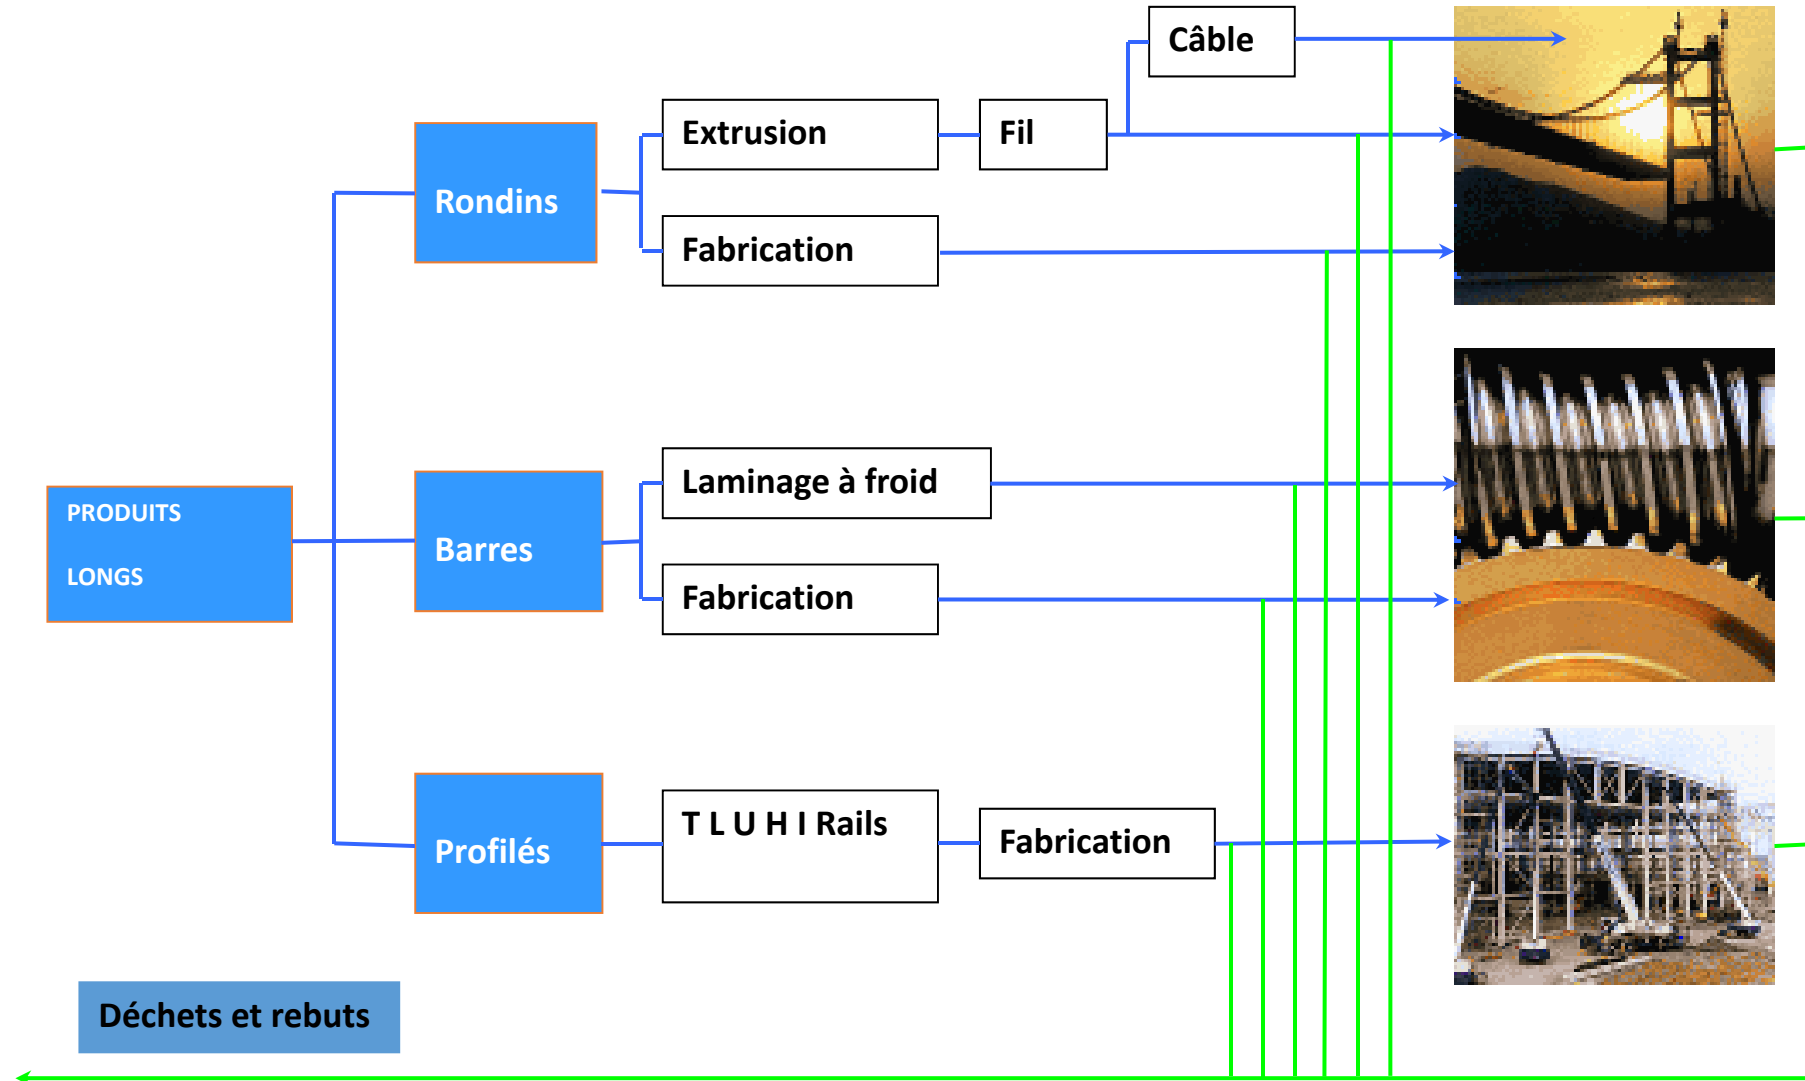 Câble
Extrusion
Fil
Rondins
Fabrication
Laminage à froid
PRODUITS
LONGS
Barres
Fabrication
T L U H I Rails
Fabrication
Profilés
Déchets et rebuts